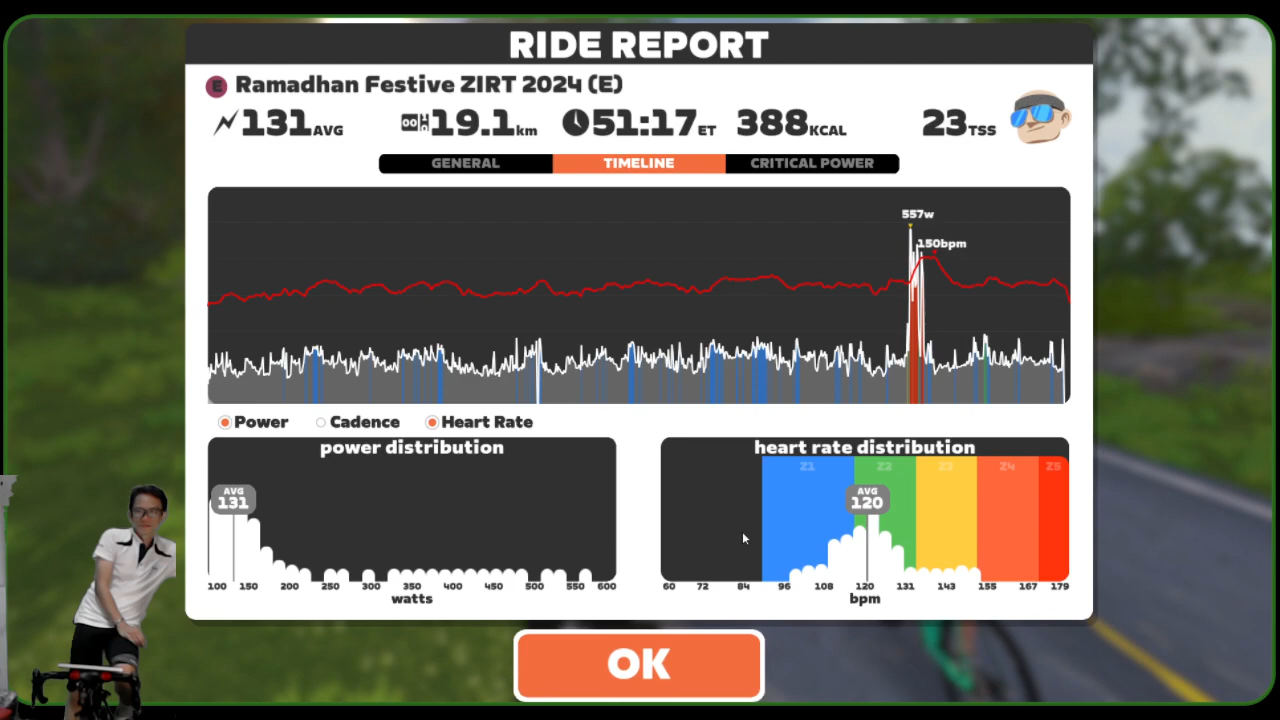 RIDE REPORT
E Ramadhan Festive ZIRT 2024 (E)
131AVG 19.1km 51:17ET 388KCAL 23TSS
GENERAL TIMELINE CRITICAL POWER
557w
150bpm
Power Cadence Heart Rate
power distribution
AVG
131
100 150 200 250 300 350 400 450 500 550 600
watts
heart rate distribution
Z1 Z2 Z3 Z4 Z5
AVG
120
60 72 84 96 108 120 131 143 155 167 179
bpm
OK